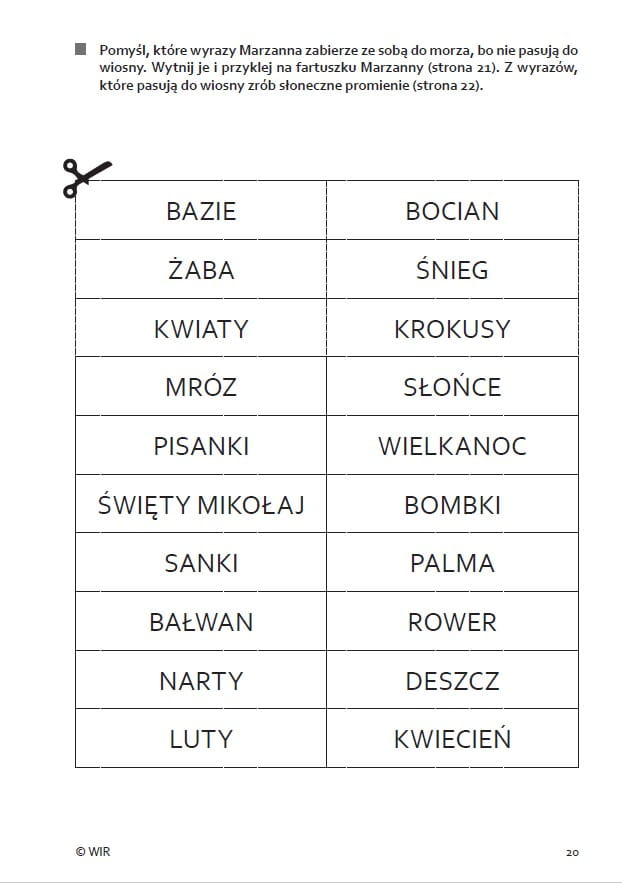 Pomyśl, które wyrazy Marzanna zabierze ze sobą do morza, bo nie pasują do
wiosny. Wytnij je i przyklej na fartuszku Marzanny (strona 21). Z wyrazów,
które pasują do wiosny zrób słoneczne promienie (strona 22).
BAZIE BOCIAN
ŻABA ŚNIEG
KWIATY KROKUSY
MRÓZ SŁOŃCE
PISANKI WIELKANOC
ŚWIĘTY MIKOŁAJ BOMBKI
SANKI PALMA
BAŁWAN ROWER
NARTY DESZCZ
LUTY KWIECIEŃ
© WIR 20